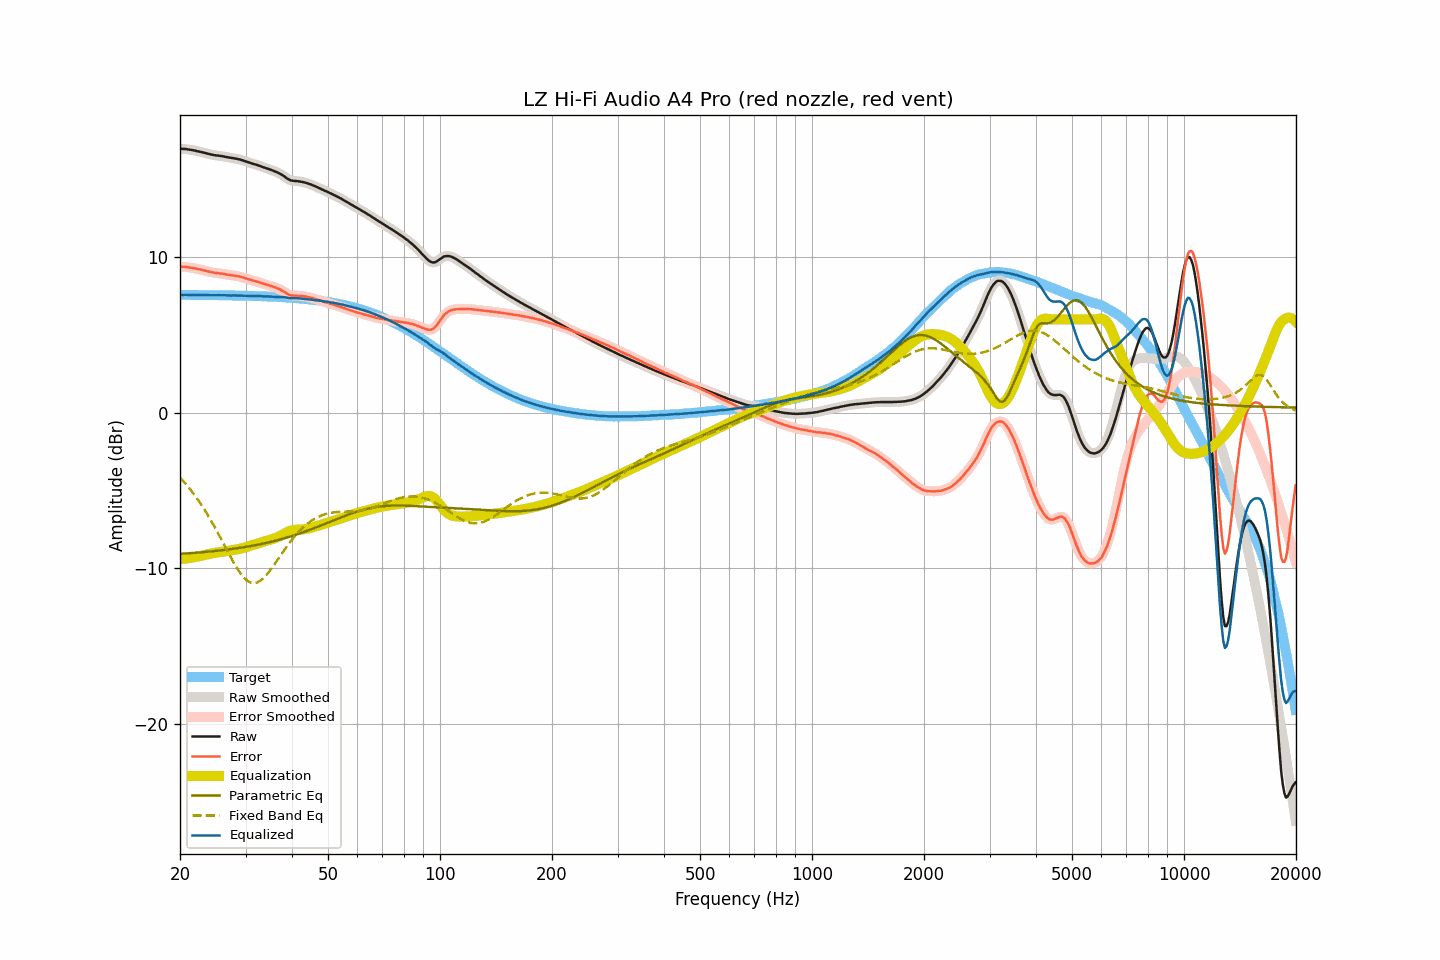 LZ Hi-Fi Audio A4 Pro (red nozzle, red vent)
Amplitude (dBr)
10
0
−10
−20
Target
Raw Smoothed
Error Smoothed
Raw
Error
Equalization
Parametric Eq
Fixed Band Eq
Equalized
20 50 100 200 500 1000 2000 5000 10000 20000
Frequency (Hz)